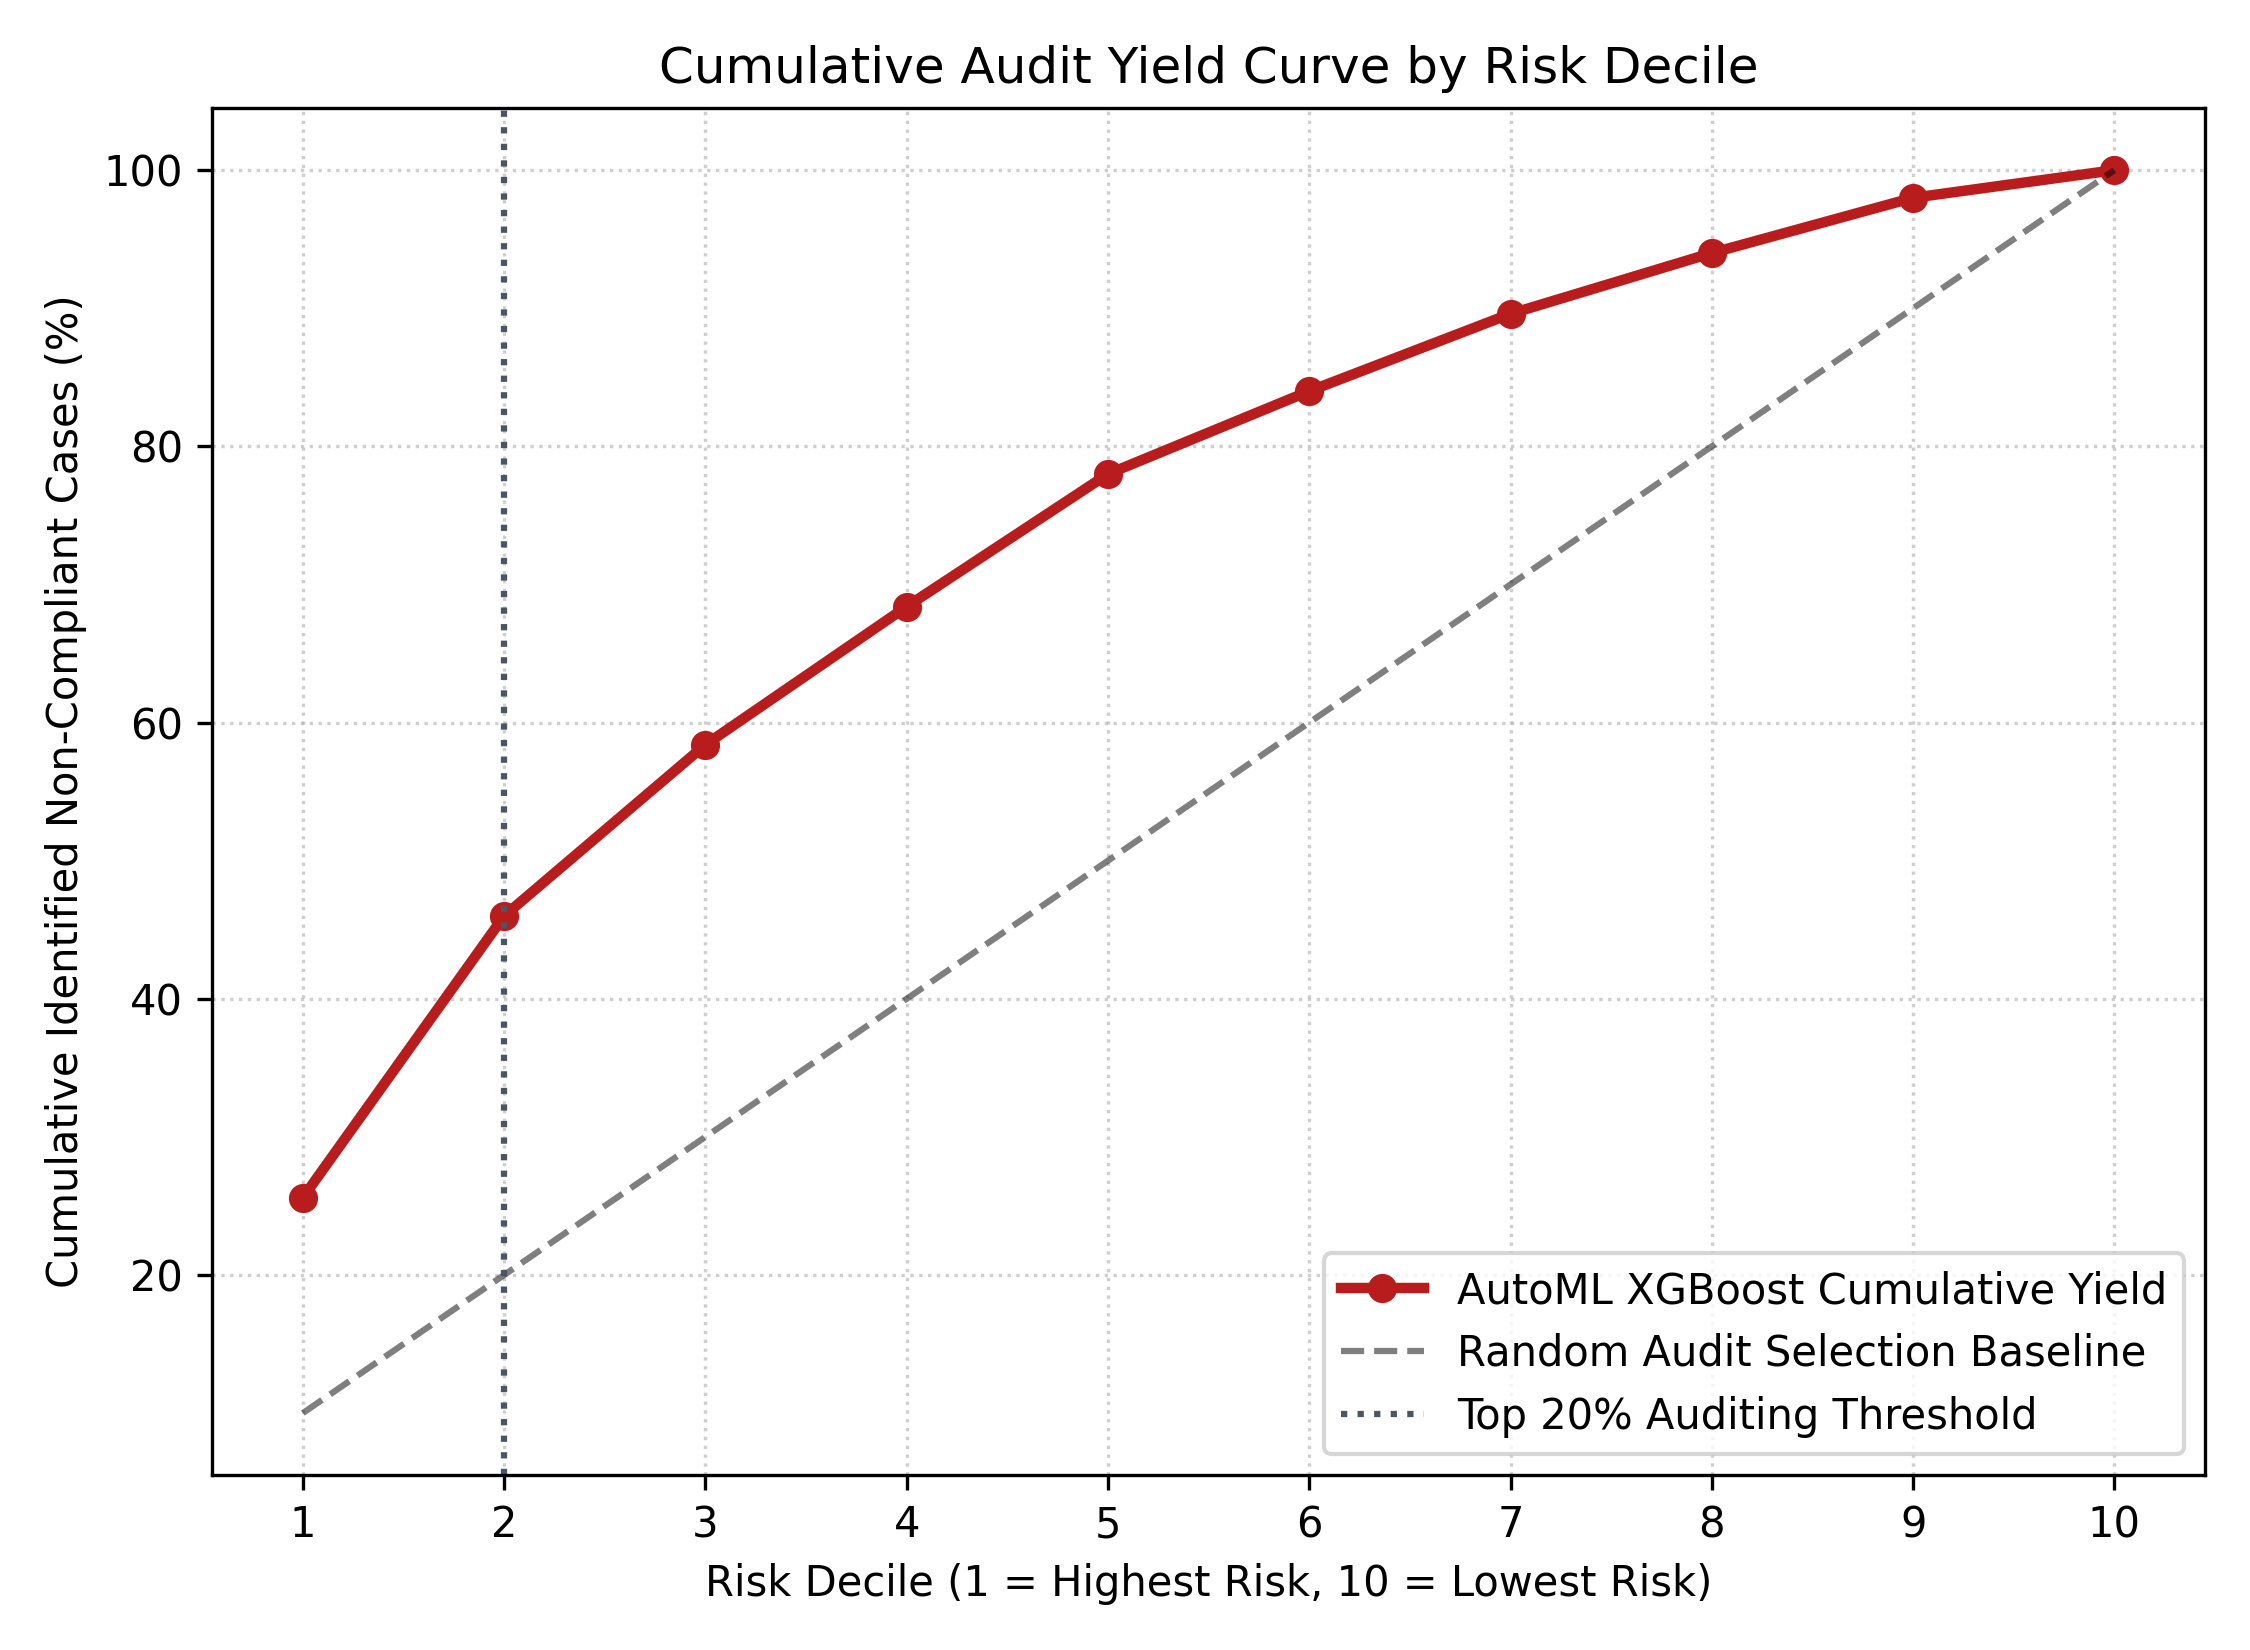 Cumulative Audit Yield Curve by Risk Decile
Cumulative Identified Non-Compliant Cases (%)
100
80
60
40
20
AutoML XGBoost Cumulative Yield
Random Audit Selection Baseline
Top 20% Auditing Threshold
1 2 3 4 5 6 7 8 9 10
Risk Decile (1 = Highest Risk, 10 = Lowest Risk)